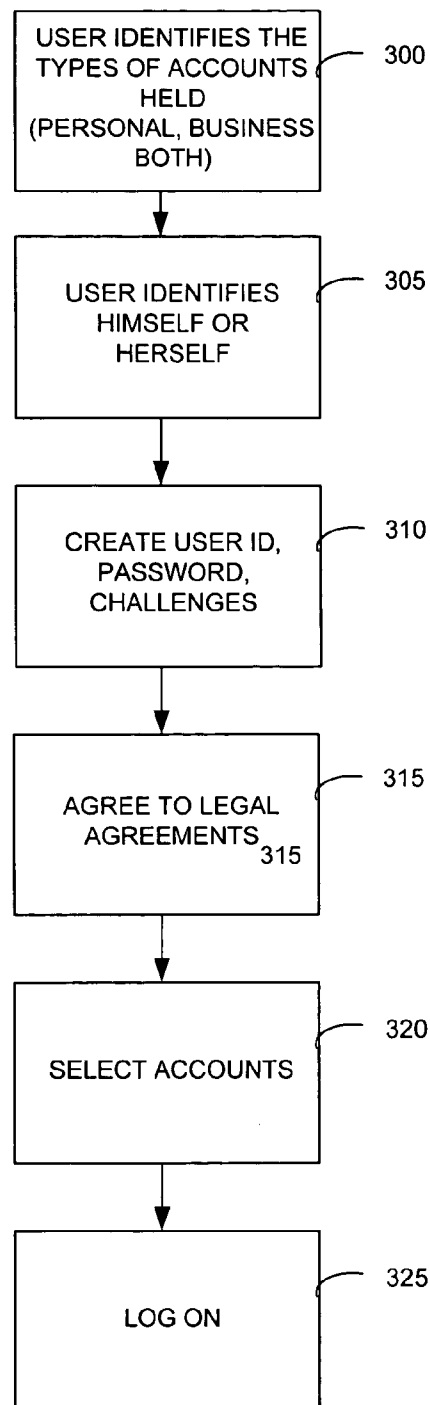 USER IDENTIFIES THE
TYPES OF ACCOUNTS
HELD
(PERSONAL, BUSINESS
BOTH)
300
USER IDENTIFIES
HIMSELF OR
HERSELF
305
CREATE USER ID,
PASSWORD,
CHALLENGES
310
AGREE TO LEGAL
AGREEMENTS
315
315
SELECT ACCOUNTS
320
LOG ON
325